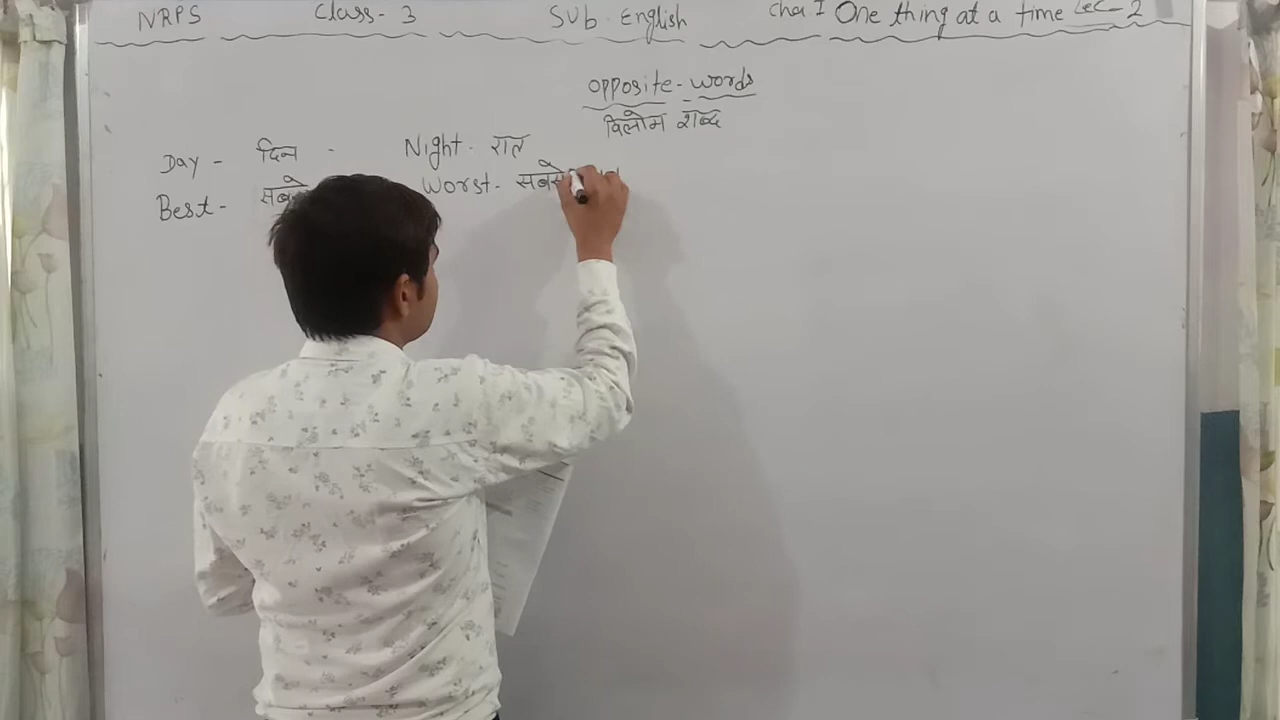 NRPS Class- 3 Sub. English Cha I One thing at a time Lec- 2
opposite-words
विलोम शब्द
Day - दिन - Night- रात
Best - Worst-